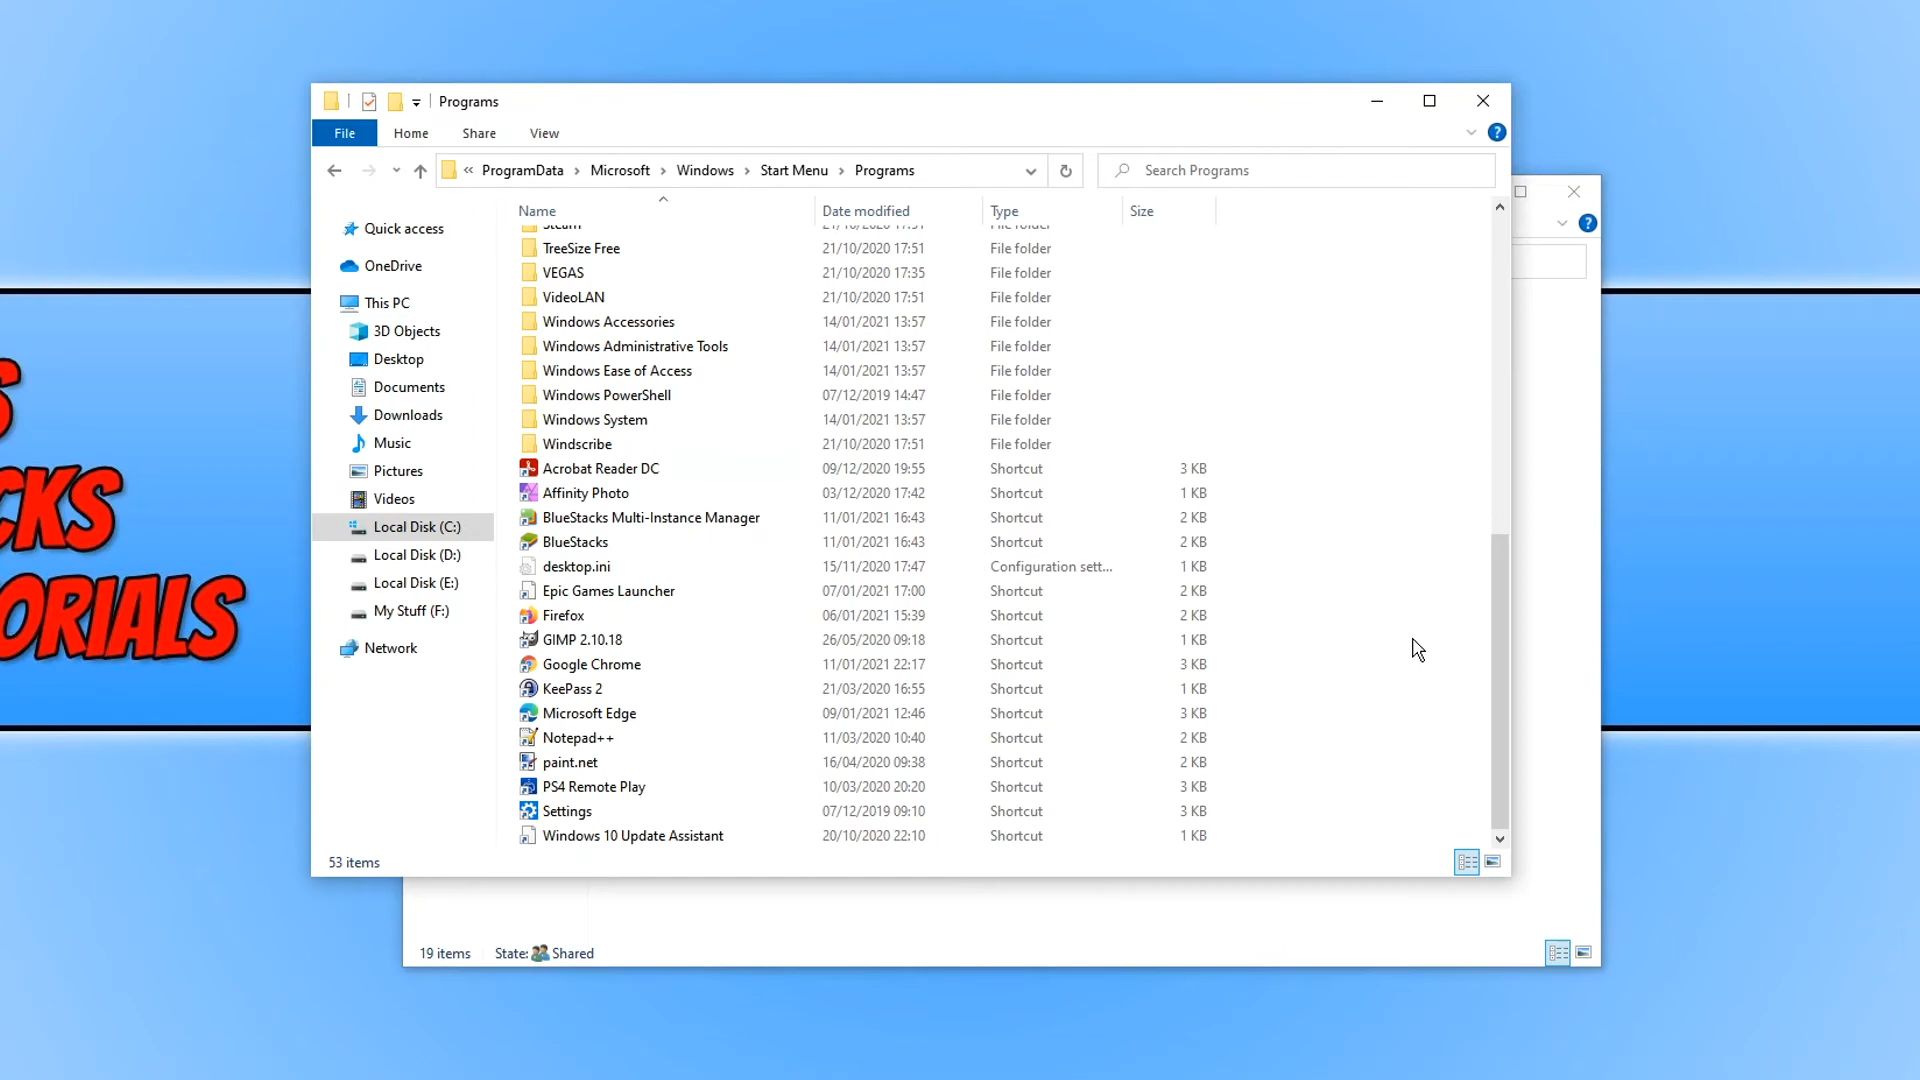 Programs
File Home Share View
« ProgramData › Microsoft › Windows › Start Menu › Programs
Search Programs
Name Date modified Type Size
Quick access
OneDrive
This PC
3D Objects
Desktop
Documents
Downloads
Music
Pictures
Videos
Local Disk (C:)
Local Disk (D:)
Local Disk (E:)
My Stuff (F:)
Network
Steam 21/10/2020 17:51 File folder
TreeSize Free 21/10/2020 17:51 File folder
VEGAS 21/10/2020 17:35 File folder
VideoLAN 21/10/2020 17:51 File folder
Windows Accessories 14/01/2021 13:57 File folder
Windows Administrative Tools 14/01/2021 13:57 File folder
Windows Ease of Access 14/01/2021 13:57 File folder
Windows PowerShell 07/12/2019 14:47 File folder
Windows System 14/01/2021 13:57 File folder
Windscribe 21/10/2020 17:51 File folder
Acrobat Reader DC 09/12/2020 19:55 Shortcut 3 KB
Affinity Photo 03/12/2020 17:42 Shortcut 1 KB
BlueStacks Multi-Instance Manager 11/01/2021 16:43 Shortcut 2 KB
BlueStacks 11/01/2021 16:43 Shortcut 2 KB
desktop.ini 15/11/2020 17:47 Configuration sett... 1 KB
Epic Games Launcher 07/01/2021 17:00 Shortcut 2 KB
Firefox 06/01/2021 15:39 Shortcut 2 KB
GIMP 2.10.18 26/05/2020 09:18 Shortcut 1 KB
Google Chrome 11/01/2021 22:17 Shortcut 3 KB
KeePass 2 21/03/2020 16:55 Shortcut 1 KB
Microsoft Edge 09/01/2021 12:46 Shortcut 3 KB
Notepad++ 11/03/2020 10:40 Shortcut 2 KB
paint.net 16/04/2020 09:38 Shortcut 2 KB
PS4 Remote Play 10/03/2020 20:20 Shortcut 3 KB
Settings 07/12/2019 09:10 Shortcut 3 KB
Windows 10 Update Assistant 20/10/2020 22:10 Shortcut 1 KB
53 items
19 items State: Shared
S
CKS
ORIALS